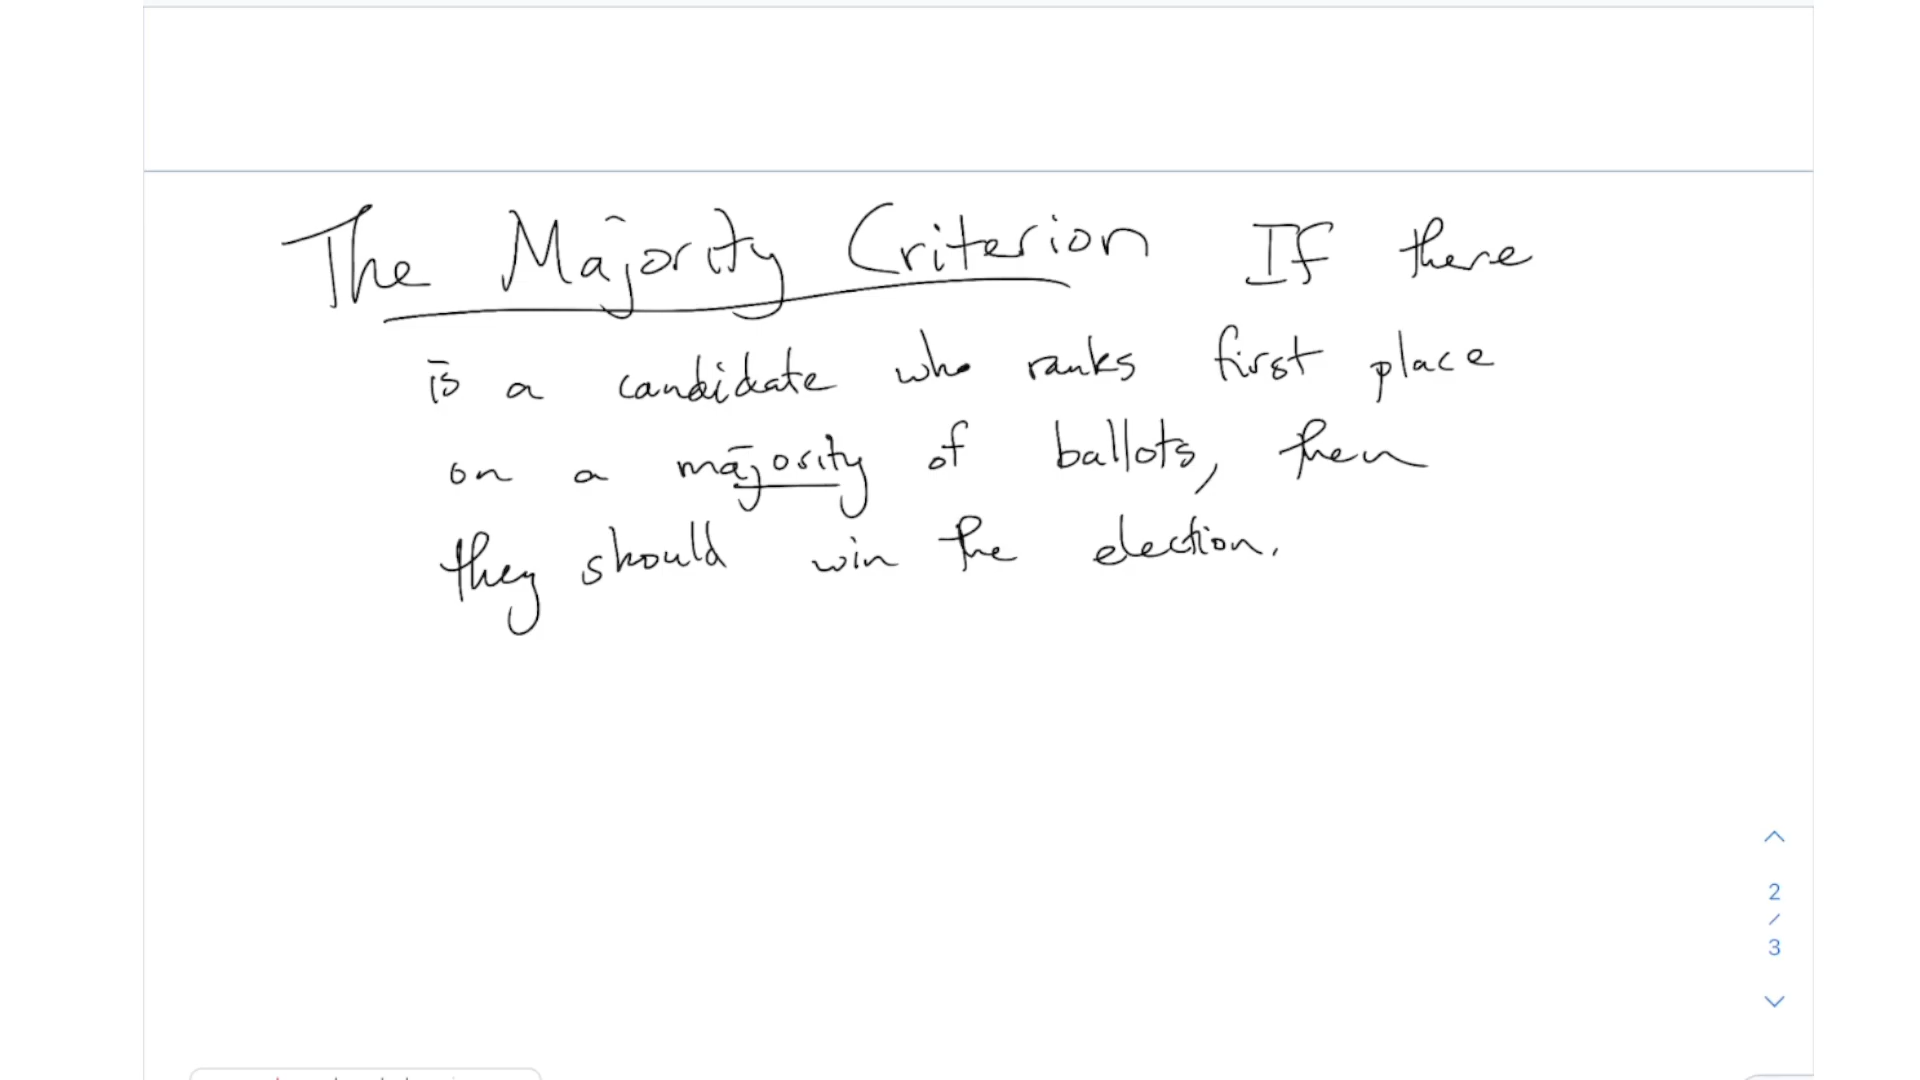 The Majority Criterion If there
is a candidate who ranks first place
on a majority of ballots, then
they should win the election.
2
/
3